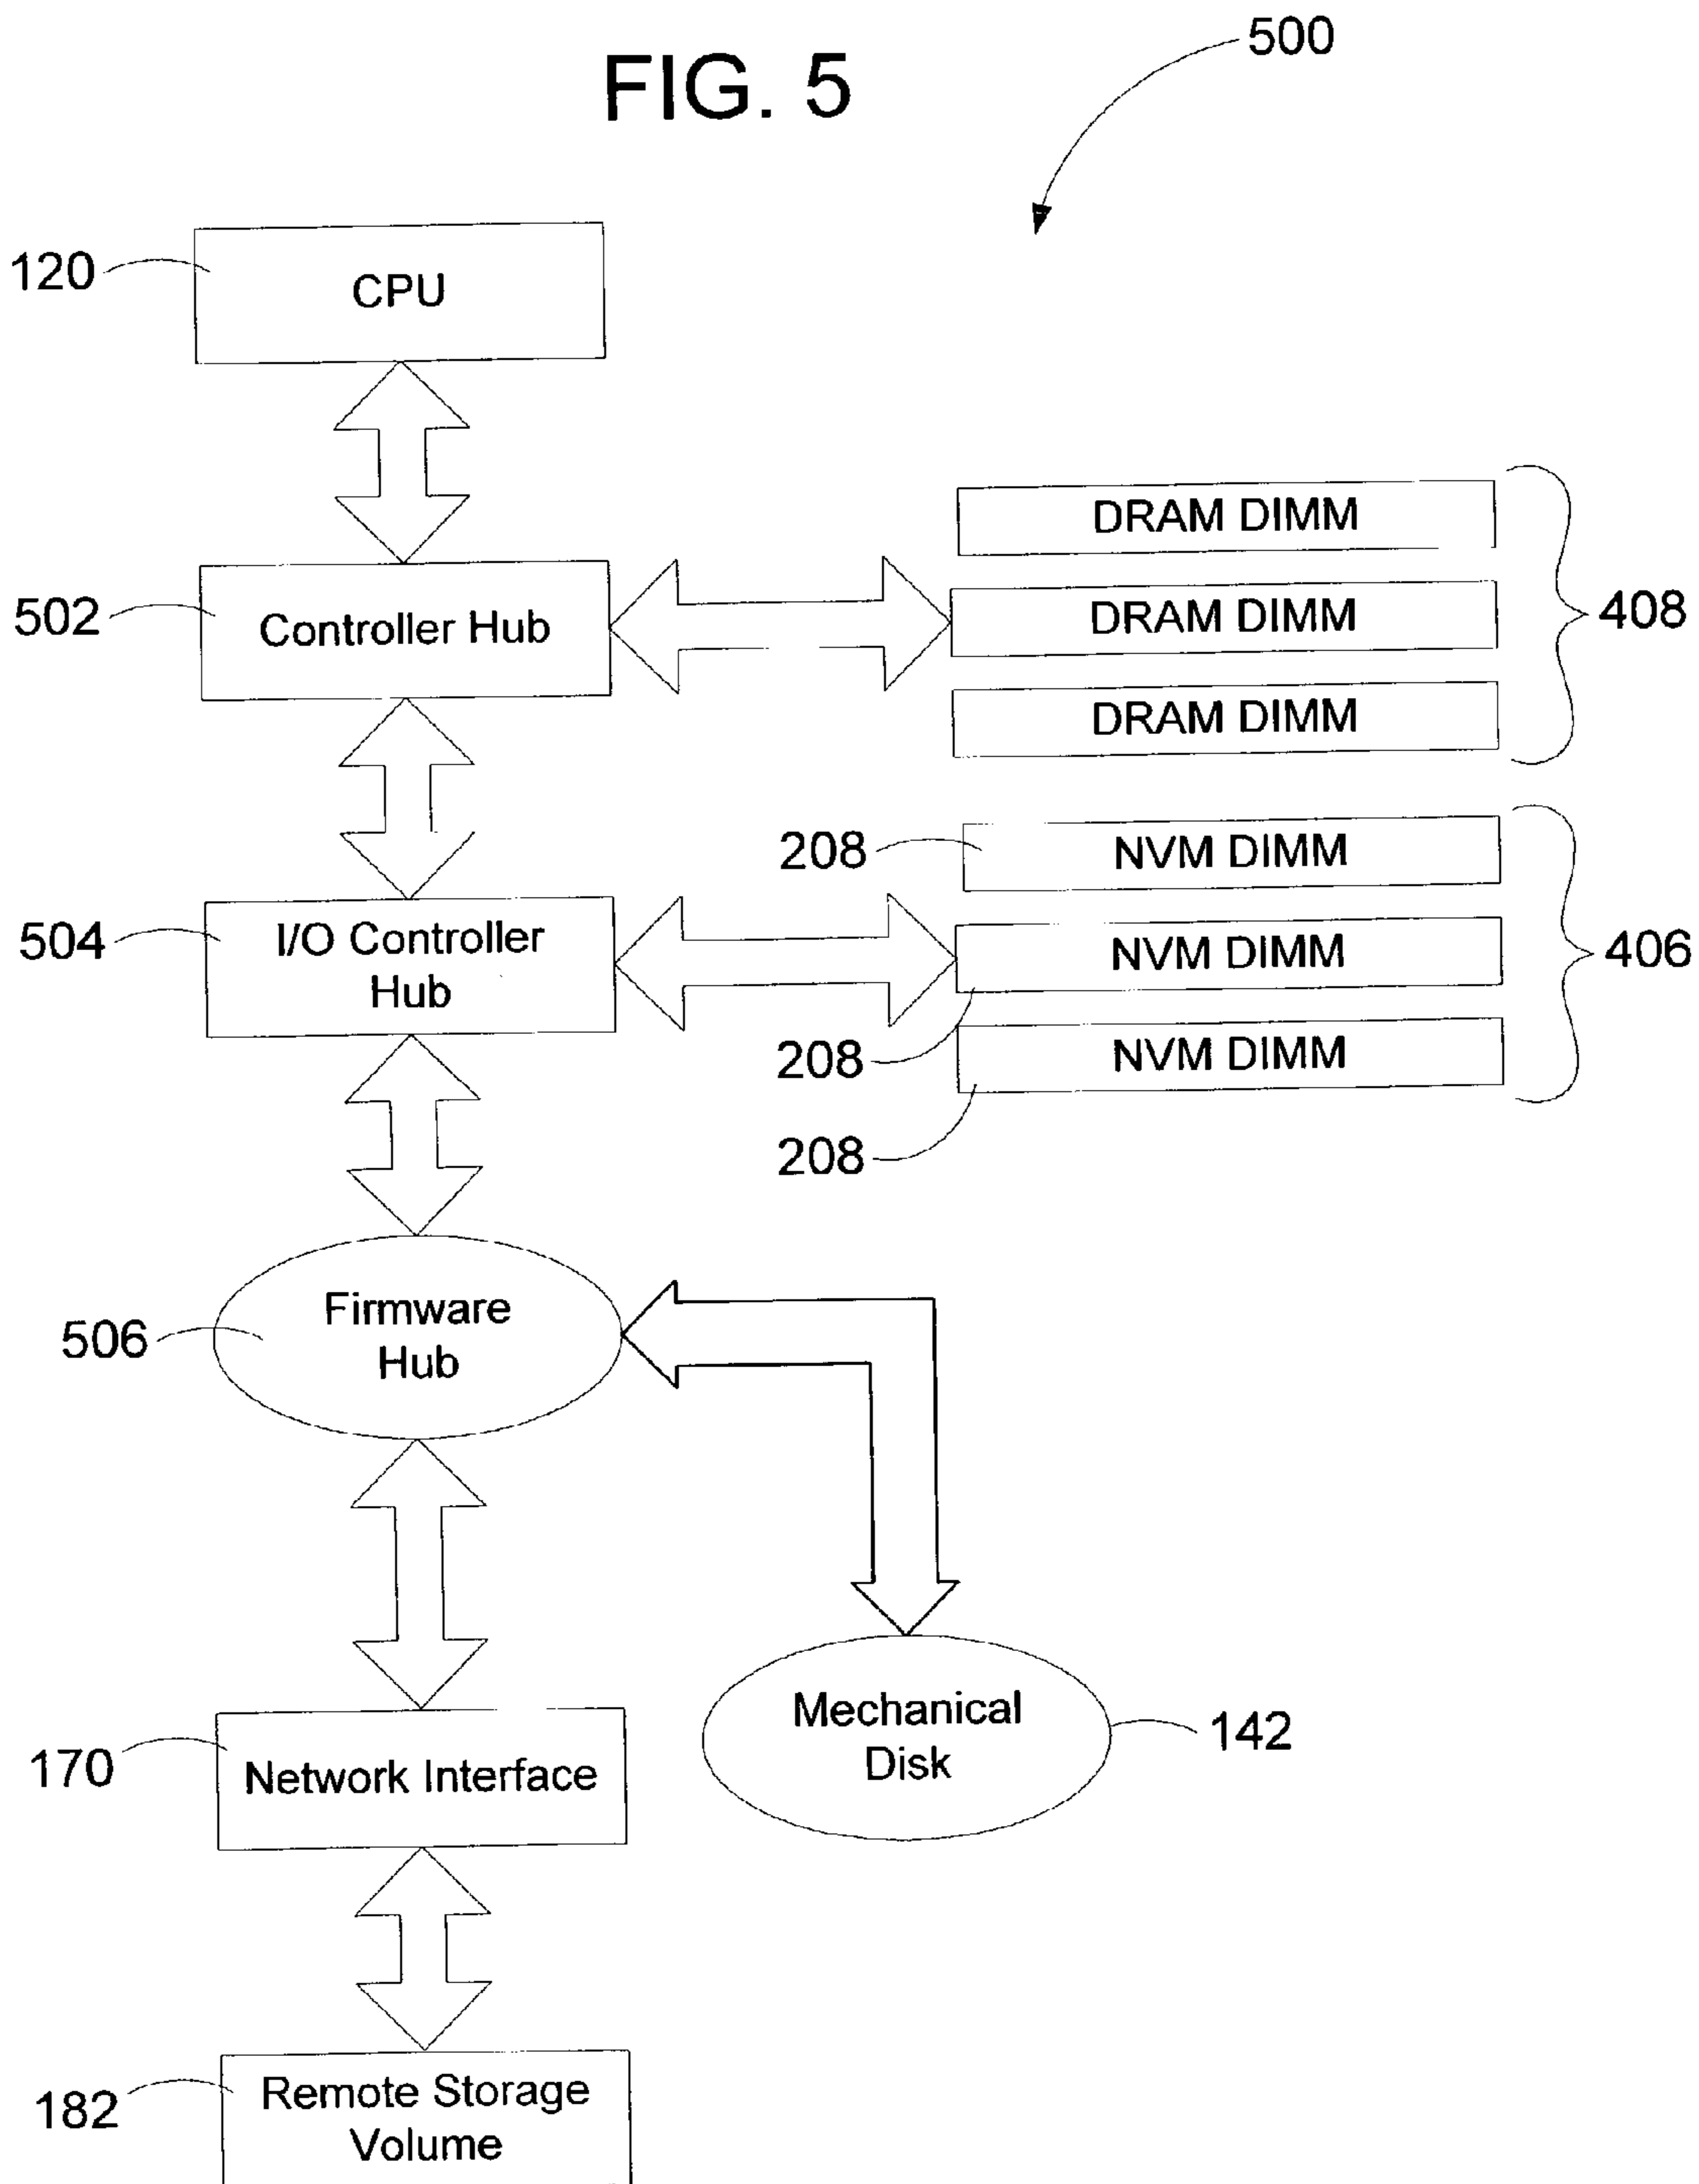 FIG. 5
500
120
CPU
502
Controller Hub
DRAM DIMM
DRAM DIMM
DRAM DIMM
408
504
I/O Controller
Hub
208
NVM DIMM
NVM DIMM
208
NVM DIMM
208
406
506
Firmware
Hub
Mechanical
Disk
142
170
Network Interface
182
Remote Storage
Volume